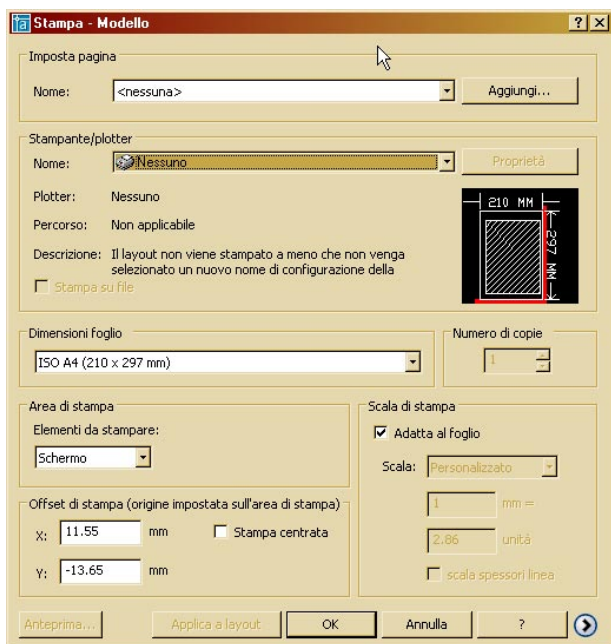 Stampa - Modello
Imposta pagina
Nome: <nessuna> Aggiungi...
Stampante/plotter
Nome: Nessuno Proprietà
Plotter: Nessuno
Percorso: Non applicabile
Descrizione: Il layout non viene stampato a meno che non venga
selezionato un nuovo nome di configurazione della
Stampa su file
210 MM
297 MM
Dimensioni foglio
ISO A4 (210 x 297 mm)
Numero di copie
1
Area di stampa
Elementi da stampare:
Schermo
Offset di stampa (origine impostata sull'area di stampa)
X: 11.55 mm Stampa centrata
Y: -13.65 mm
Scala di stampa
Adatta al foglio
Scala: Personalizzato
1 mm =
2.86 unità
scala spessori linea
Anteprima... Applica a layout OK Annulla ?